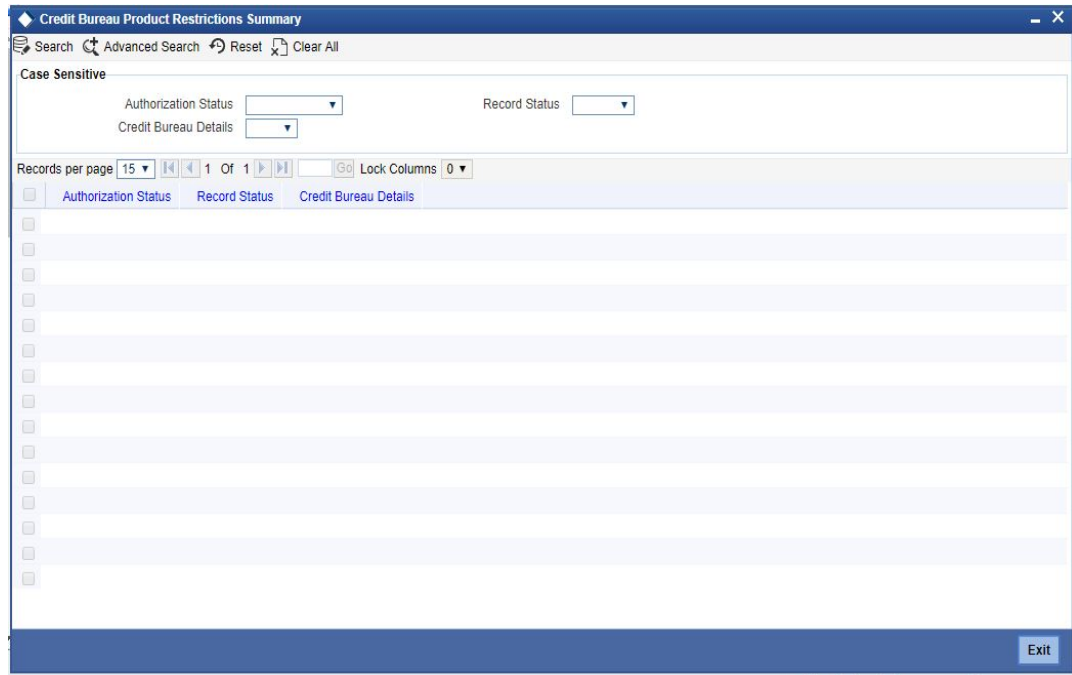 Credit Bureau Product Restrictions Summary
Search Advanced Search Reset Clear All
Case Sensitive
Authorization Status Record Status
Credit Bureau Details
Records per page 15 1 Of 1 Go Lock Columns 0
Authorization Status Record Status Credit Bureau Details
Exit